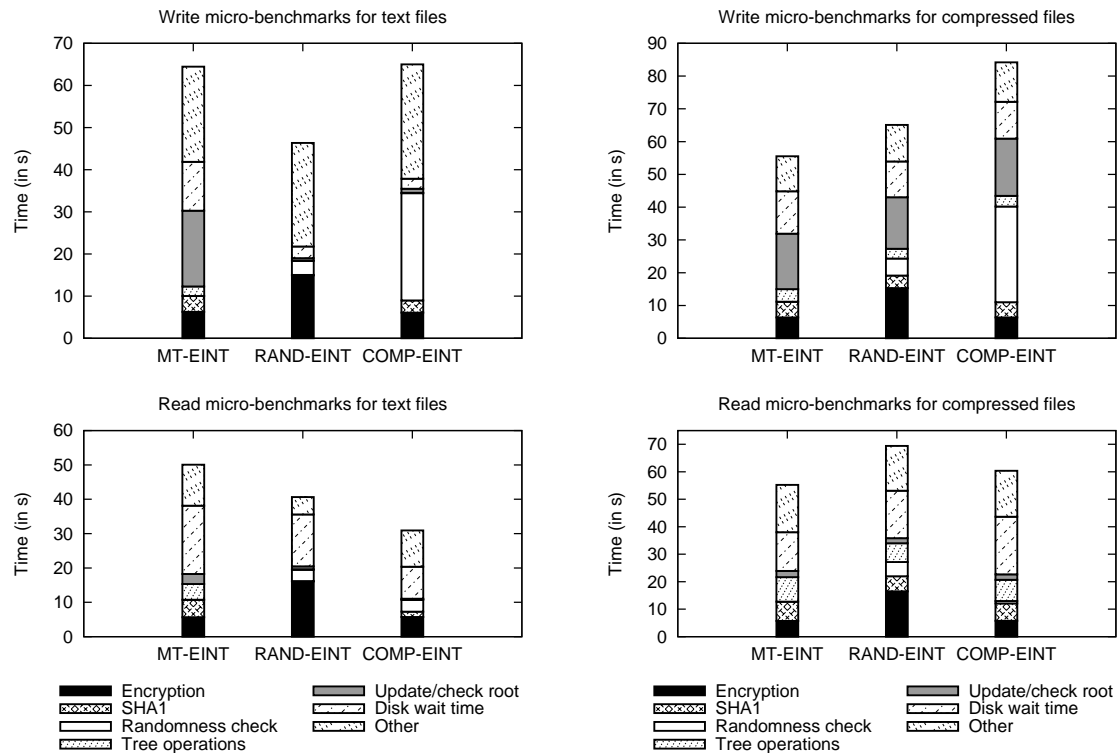 Write micro-benchmarks for text files
Time (in s)
70
60
50
40
30
20
10
0
MT-EINT RAND-EINT COMP-EINT
Write micro-benchmarks for compressed files
Time (in s)
90
80
70
60
50
40
30
20
10
0
MT-EINT RAND-EINT COMP-EINT
Read micro-benchmarks for text files
Time (in s)
60
50
40
30
20
10
0
MT-EINT RAND-EINT COMP-EINT
Encryption
SHA1
Randomness check
Tree operations
Update/check root
Disk wait time
Other
Read micro-benchmarks for compressed files
Time (in s)
70
60
50
40
30
20
10
0
MT-EINT RAND-EINT COMP-EINT
Encryption
SHA1
Randomness check
Tree operations
Update/check root
Disk wait time
Other